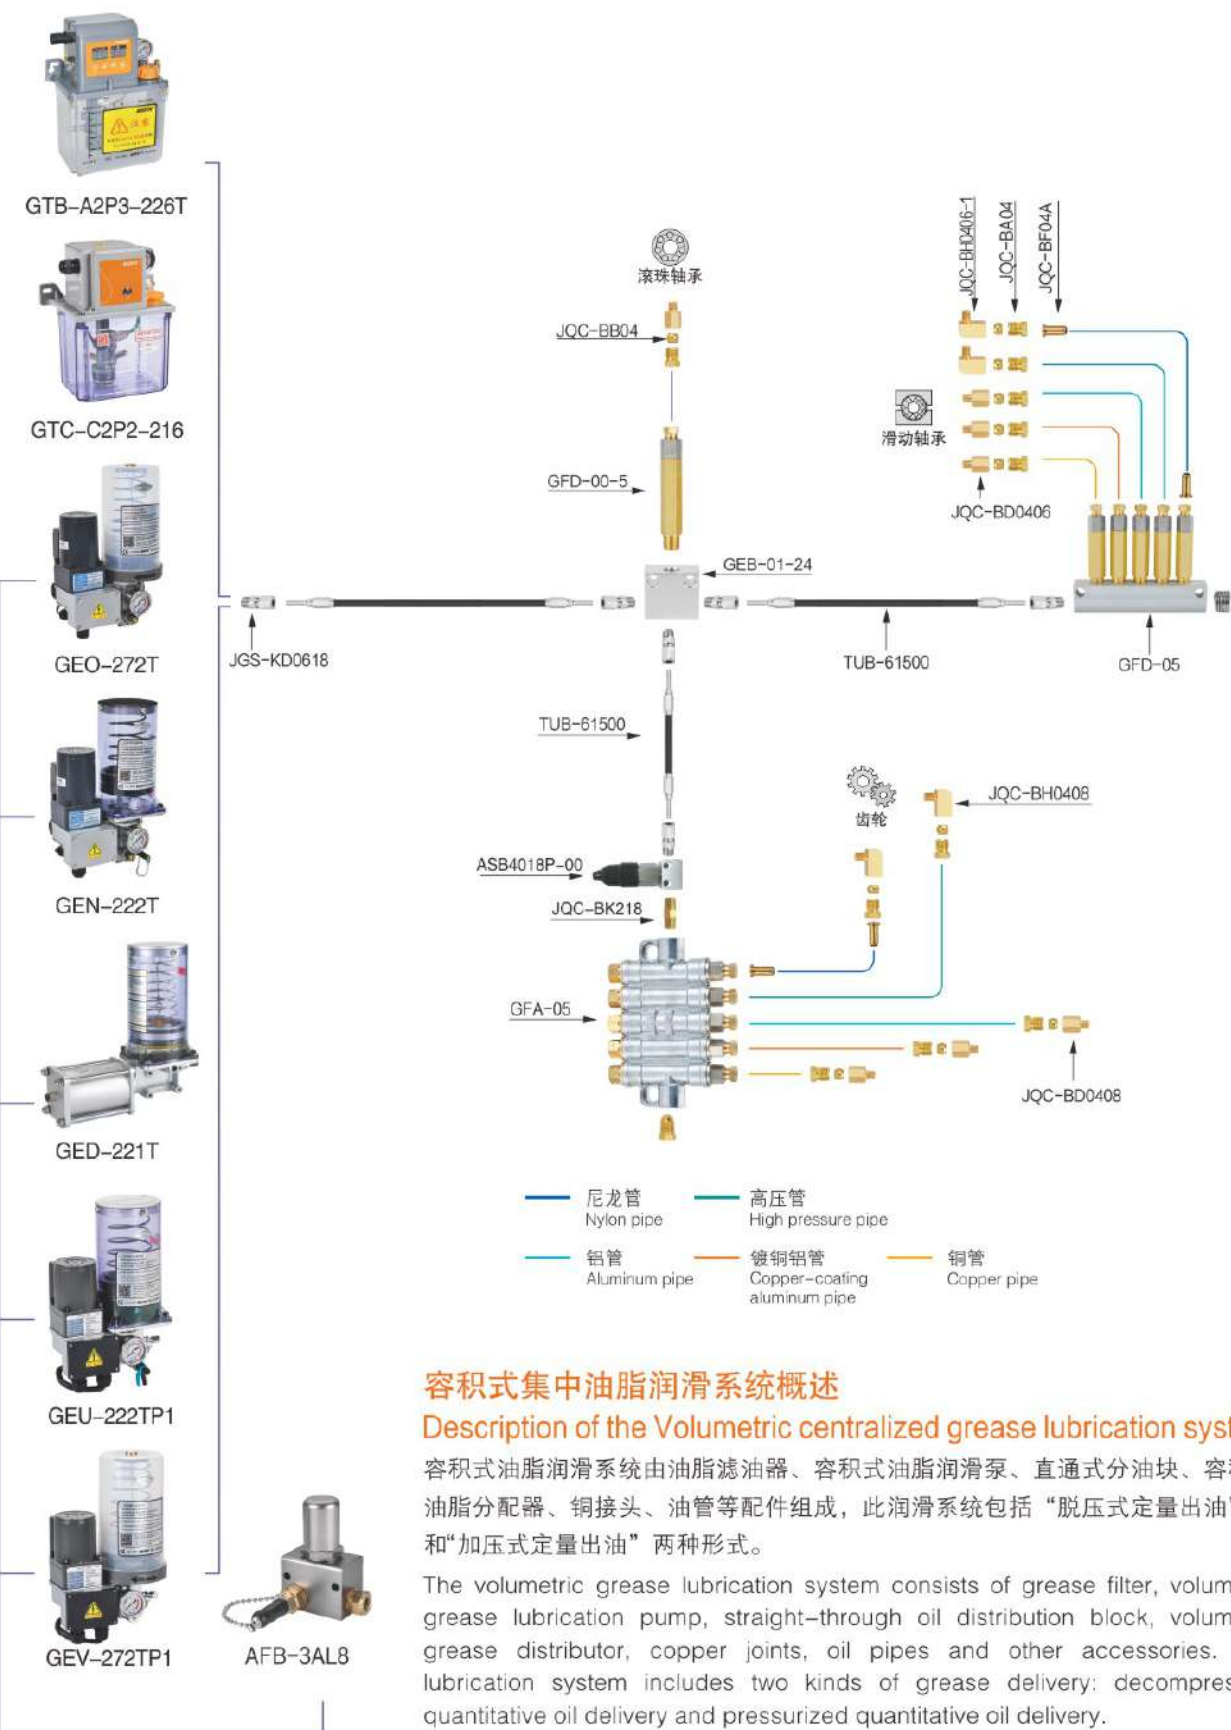 GTB-A2P3-226T
GTC-C2P2-216
GEO-272T
GEN-222T
GED-221T
GEU-222TP1
GEV-272TP1
AFB-3AL8
JGS-KD0618
滚珠轴承
JQC-BB04
GFD-00-5
GEB-01-24
JQC-BH0406-1
JQC-BA04
JQC-BF04A
滑动轴承
JQC-BD0406
TUB-61500
GFD-05
TUB-61500
齿轮
JQC-BH0408
ASB4018P-00
JQC-BK218
GFA-05
JQC-BD0408
尼龙管
Nylon pipe
高压管
High pressure pipe
铝管
Aluminum pipe
镀铜铝管
Copper-coating
aluminum pipe
铜管
Copper pipe
容积式集中油脂润滑系统概述
Description of the Volumetric centralized grease lubrication syst
容积式油脂润滑系统由油脂滤油器、容积式油脂润滑泵、直通式分油块、容
油脂分配器、铜接头、油管等配件组成，此润滑系统包括“脱压式定量出油
和“加压式定量出油”两种形式。
The volumetric grease lubrication system consists of grease filter, volum
grease lubrication pump, straight-through oil distribution block, volum
grease distributor, copper joints, oil pipes and other accessories.
lubrication system includes two kinds of grease delivery: decompres
quantitative oil delivery and pressurized quantitative oil delivery.